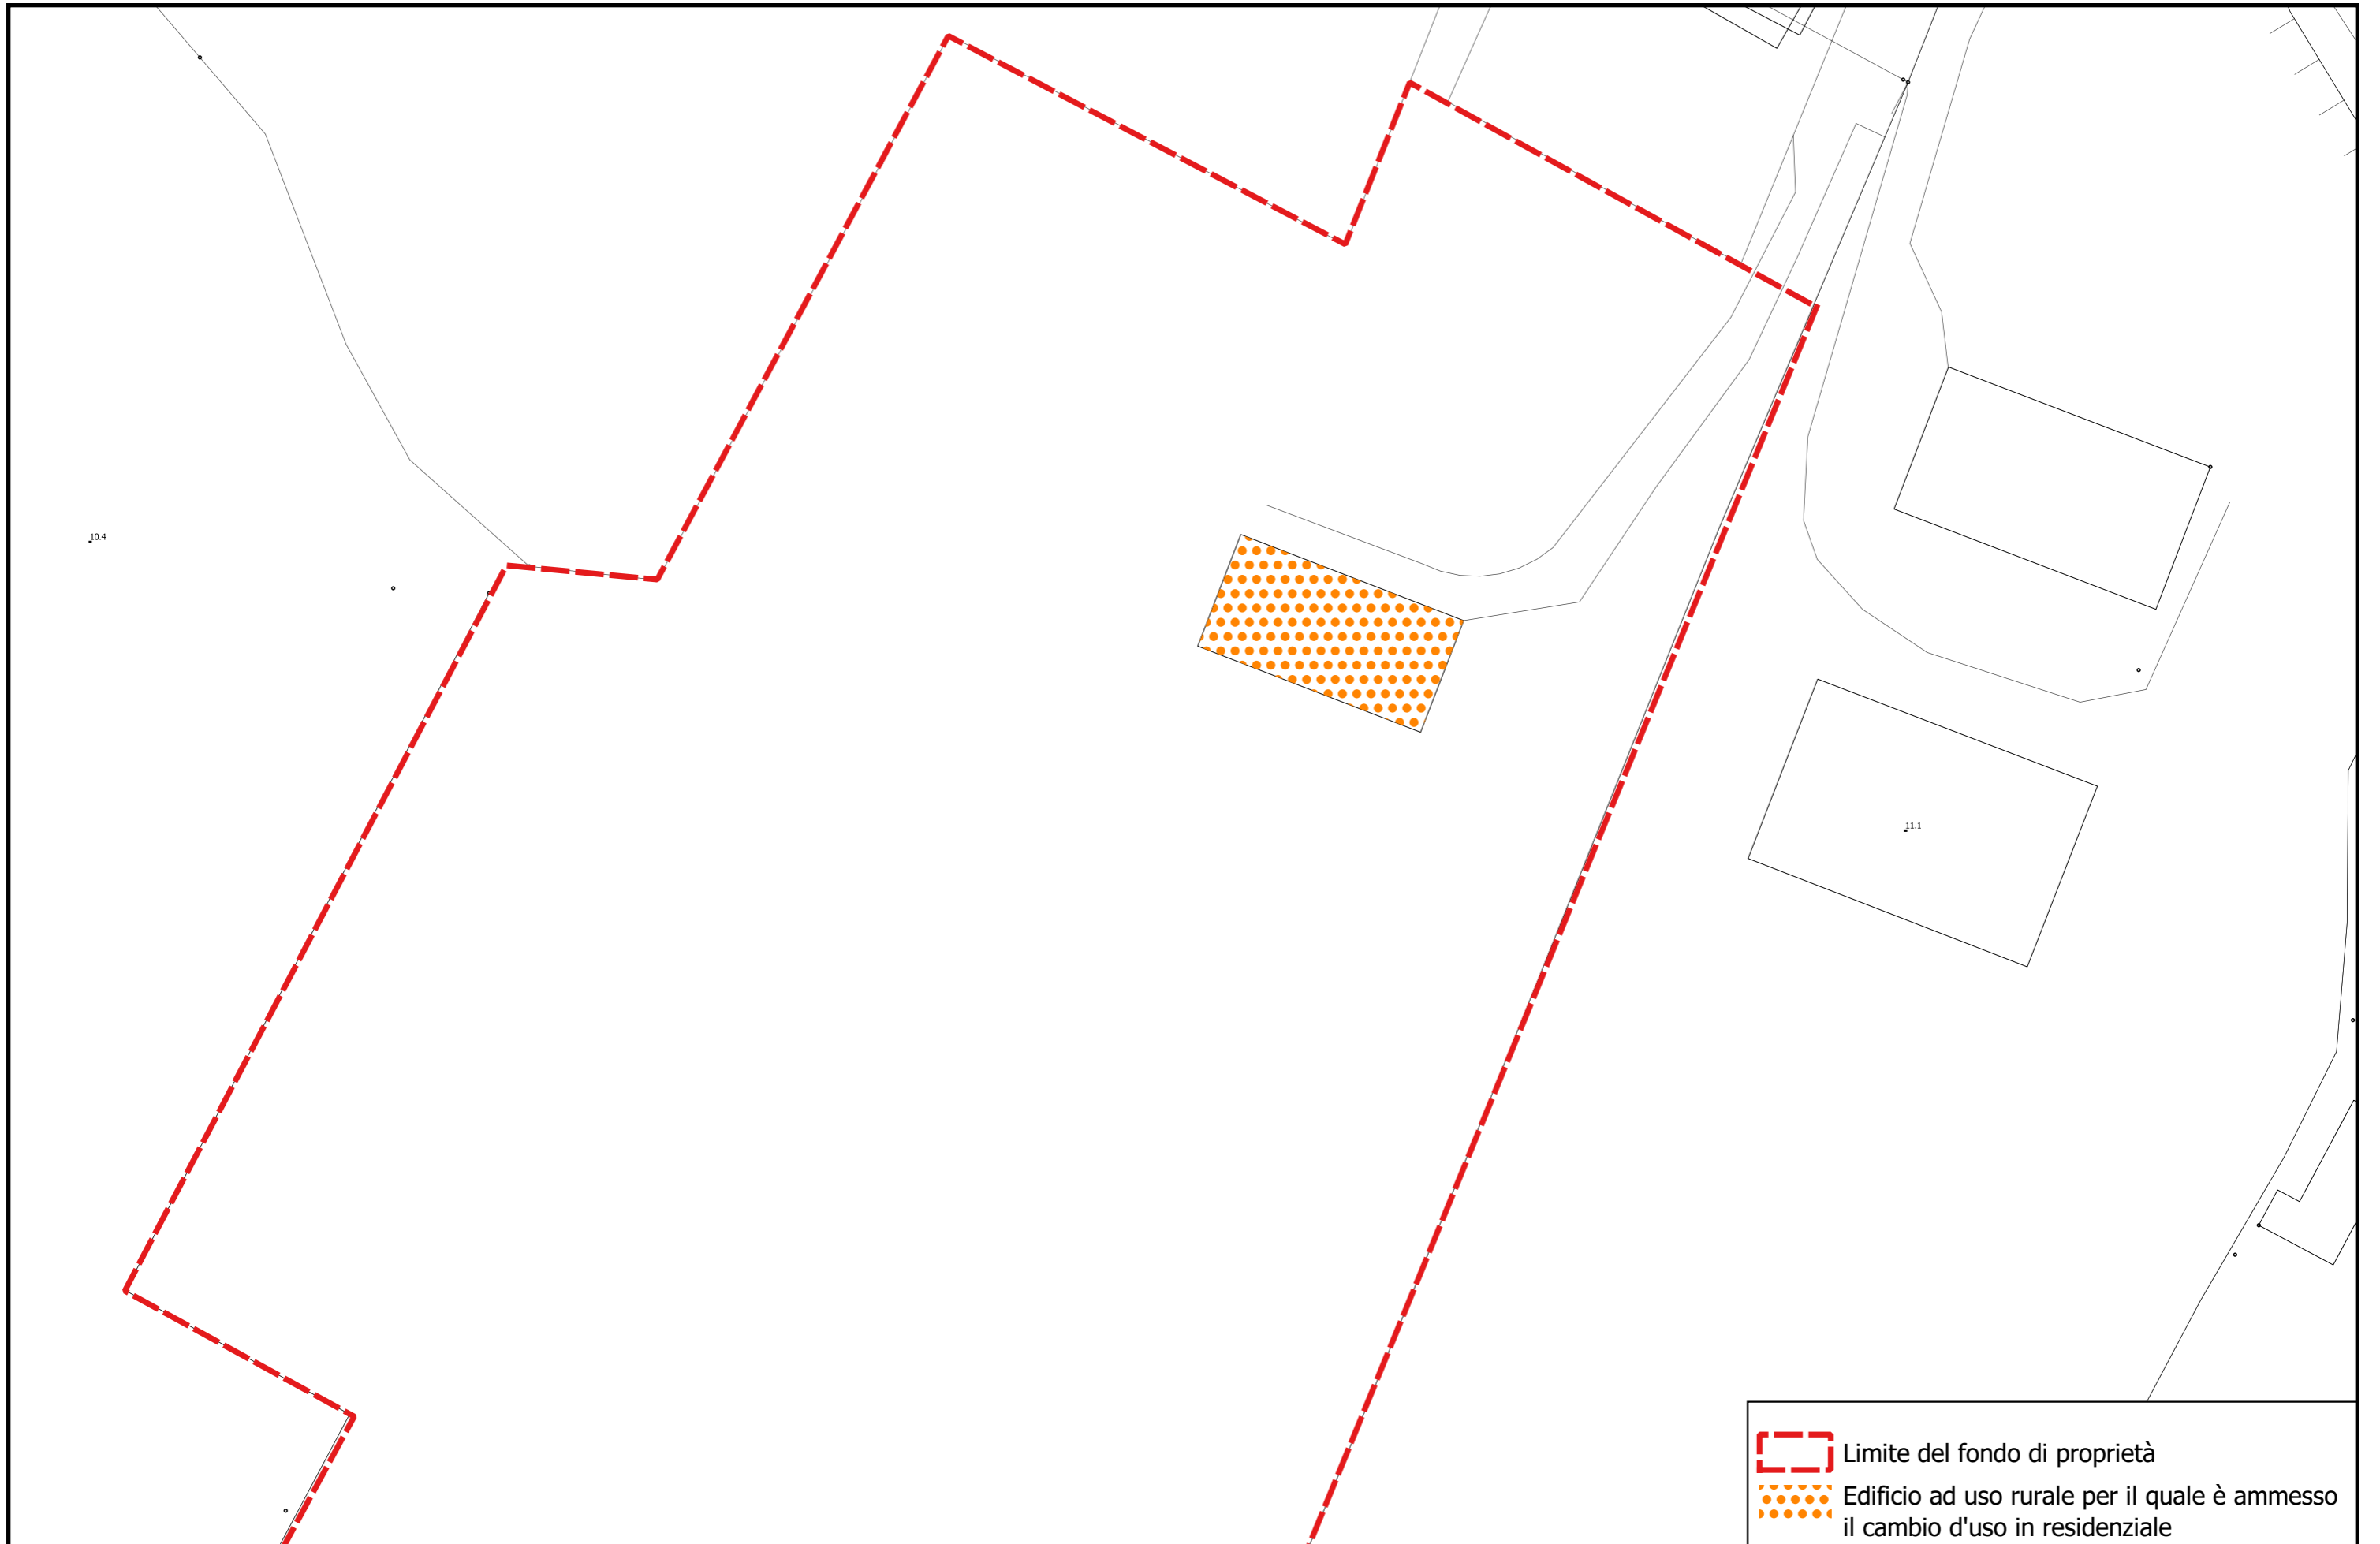 10.4
11.1
Limite del fondo di proprietà
Edificio ad uso rurale per il quale è ammesso
il cambio d'uso in residenziale